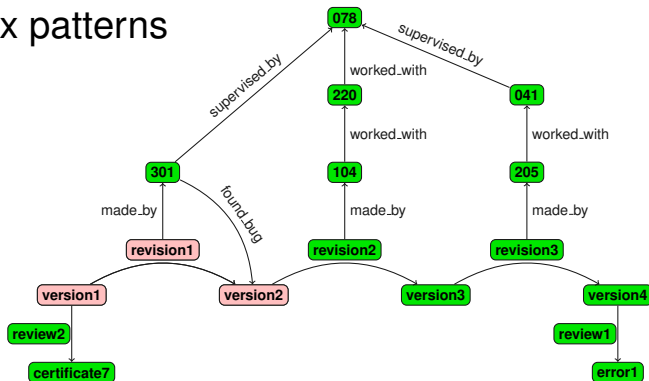 x patterns
078
supervised_by
supervised_by
worked_with
220
041
worked_with
worked_with
301
104
205
made_by
found_bug
made_by
made_by
revision1
revision2
revision3
version1
version2
version3
version4
review2
review1
certificate7
error1